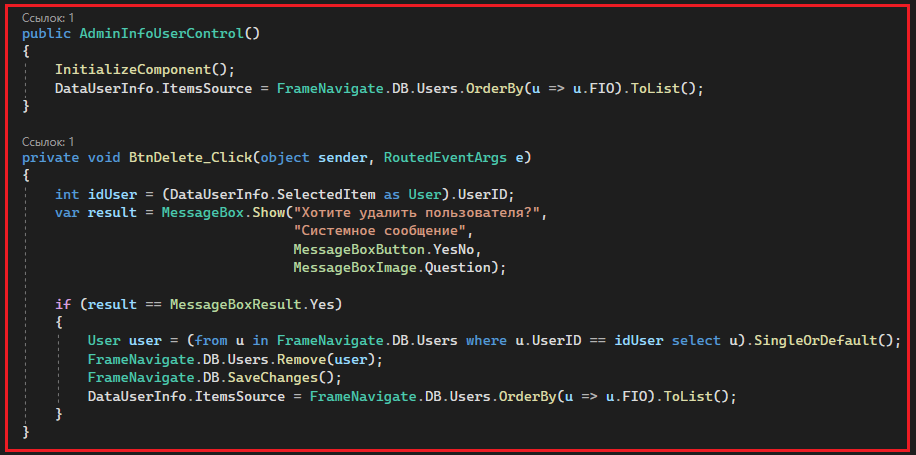 Ссылок: 1
public AdminInfoUserControl()
{
    InitializeComponent();
    DataUserInfo.ItemsSource = FrameNavigate.DB.Users.OrderBy(u => u.FIO).ToList();
}
Ссылок: 1
private void BtnDelete_Click(object sender, RoutedEventArgs e)
{
    int idUser = (DataUserInfo.SelectedItem as User).UserID;
    var result = MessageBox.Show("Хотите удалить пользователя?",
                                 "Системное сообщение",
                                 MessageBoxButton.YesNo,
                                 MessageBoxImage.Question);
    if (result == MessageBoxResult.Yes)
    {
        User user = (from u in FrameNavigate.DB.Users where u.UserID == idUser select u).SingleOrDefault();
        FrameNavigate.DB.Users.Remove(user);
        FrameNavigate.DB.SaveChanges();
        DataUserInfo.ItemsSource = FrameNavigate.DB.Users.OrderBy(u => u.FIO).ToList();
    }
}